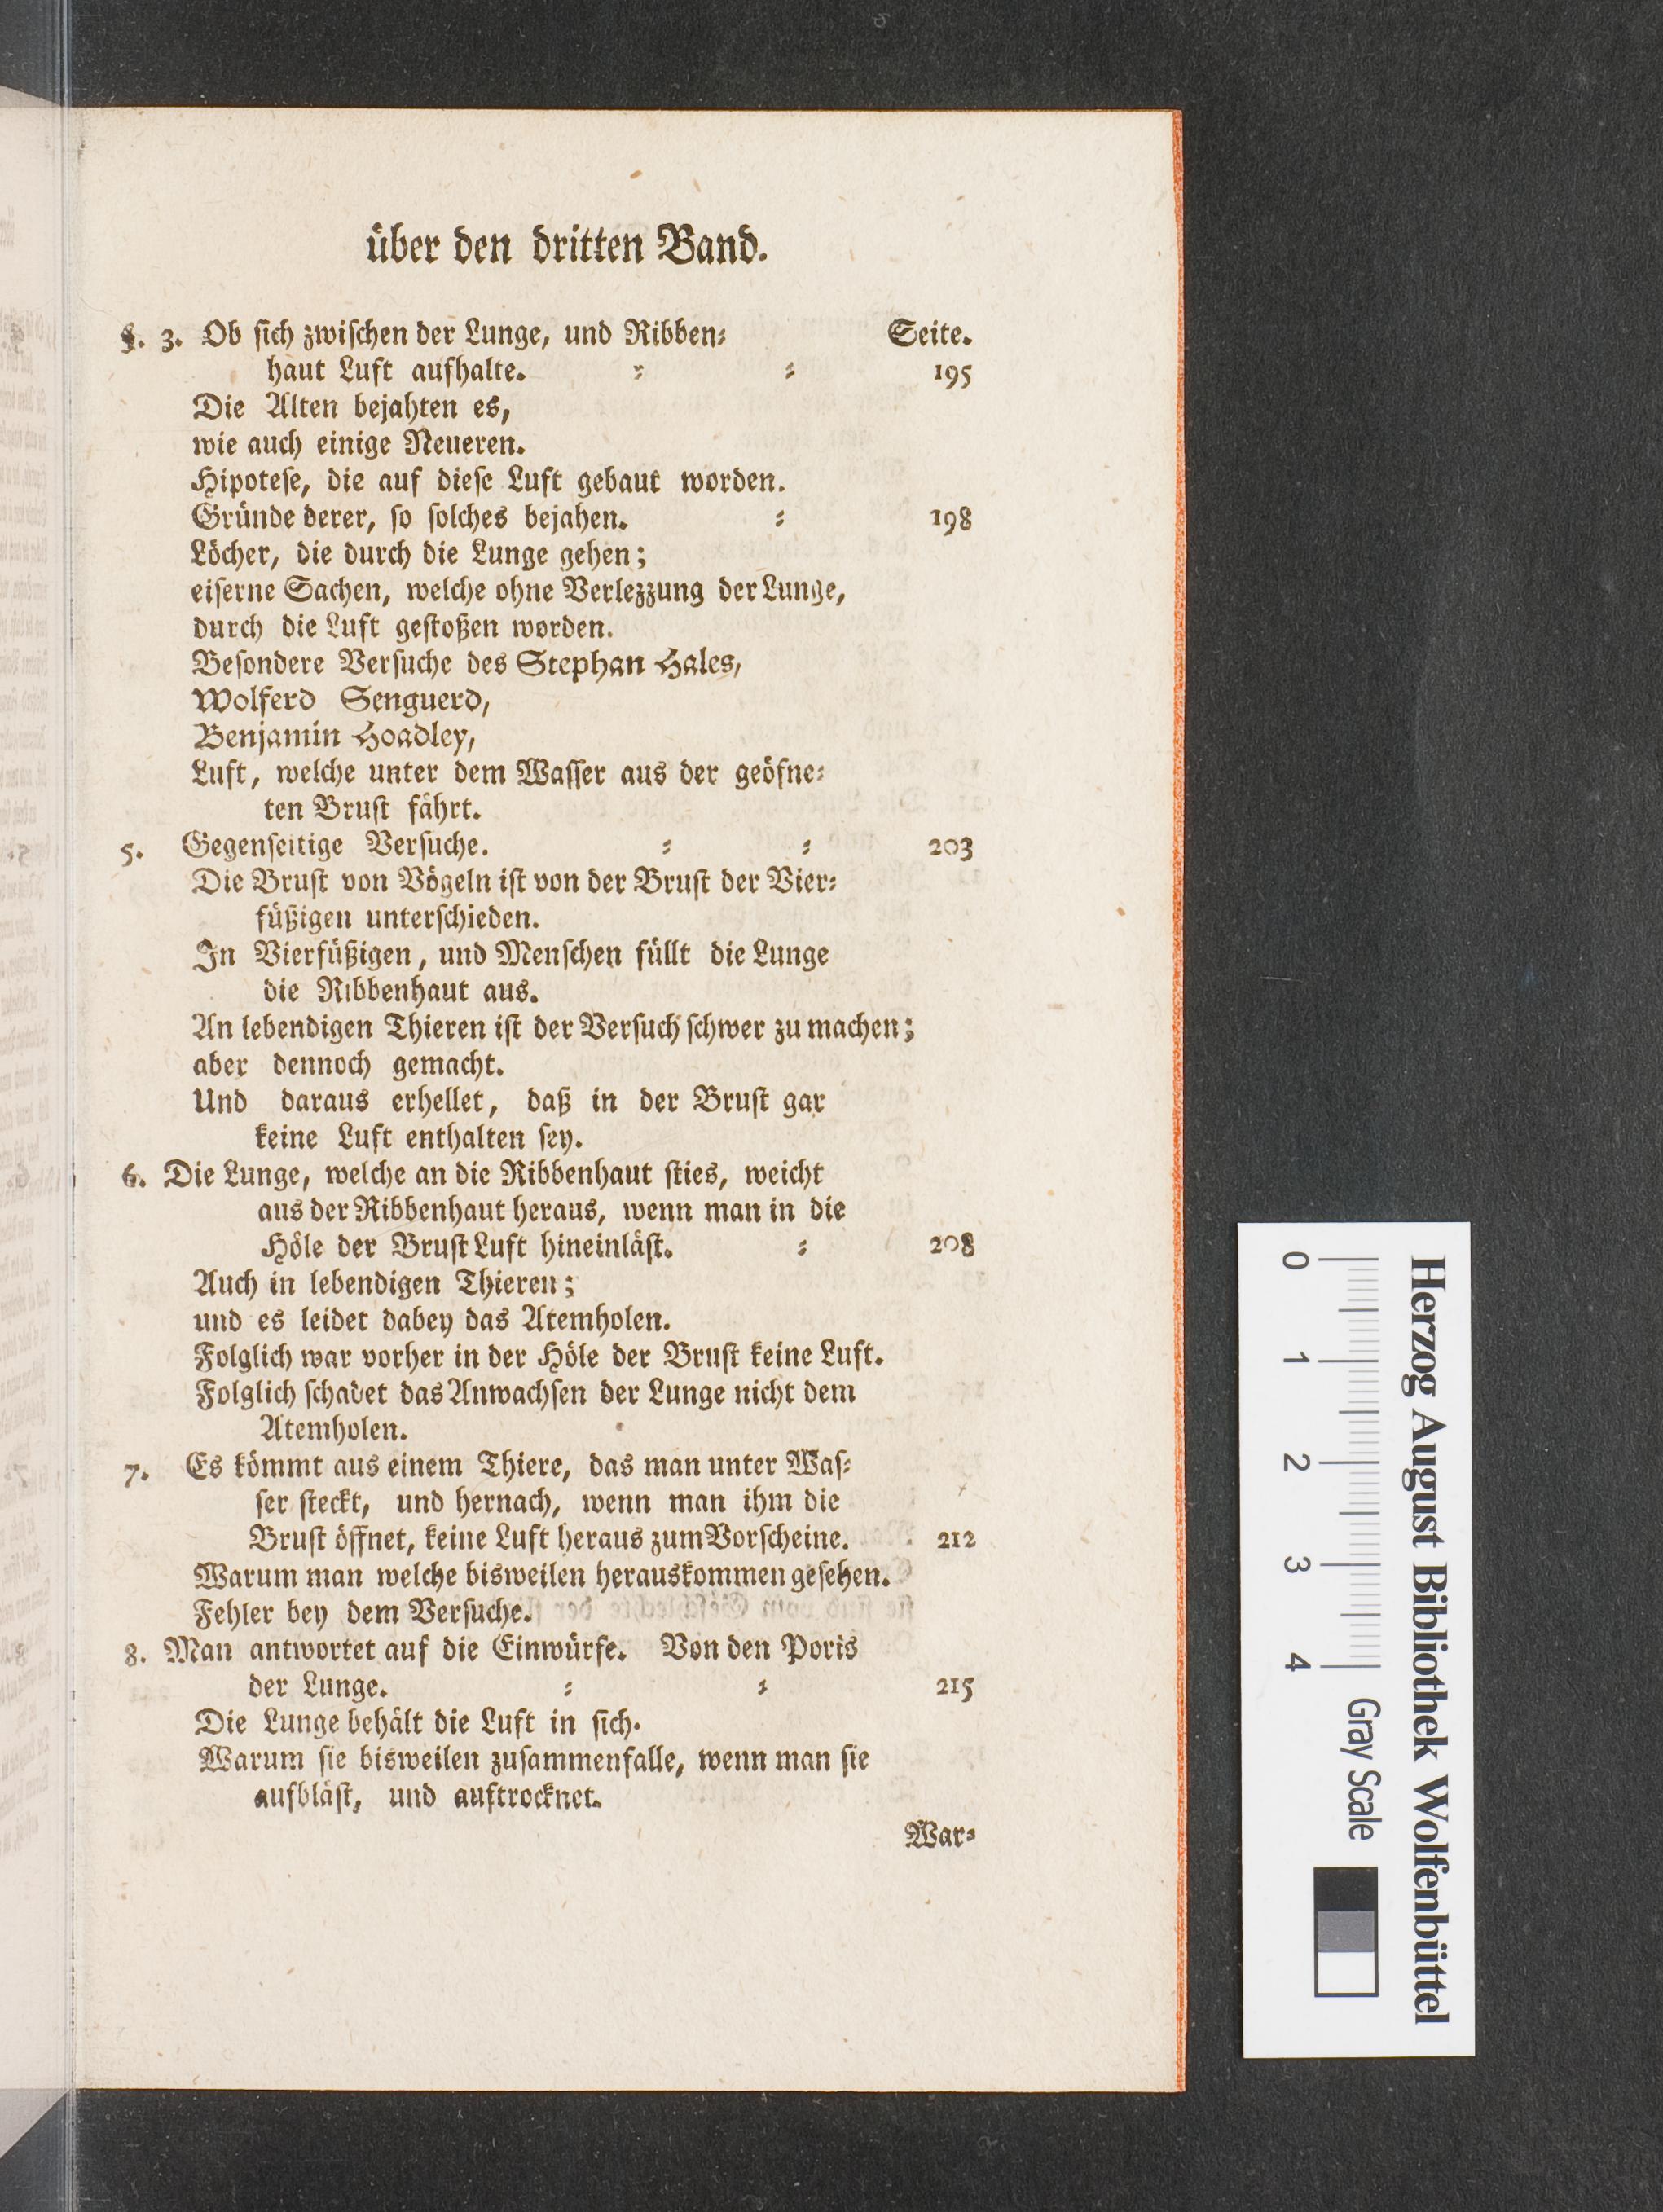 über den dritten Band.
§. 3. Ob ſich zwiſchen der Lunge, und Ribben⸗ Seite.
haut Luft aufhalte. ⸗ ⸗ 195
Die Alten bejahten es,
wie auch einige Neueren.
Hipoteſe, die auf dieſe Luft gebaut worden.
Gründe derer, ſo ſolches bejahen. ⸗ 198
Löcher, die durch die Lunge gehen;
eiſerne Sachen, welche ohne Verlezzung der Lunge,
durch die Luft geſtoßen worden.
Beſondere Verſuche des Stephan Hales,
Wolferd Senguerd,
Benjamin Hoadley,
Luft, welche unter dem Waſſer aus der geöfne⸗
ten Bruſt fährt.
5. Gegenſeitige Verſuche. ⸗ ⸗ 203
Die Bruſt von Vögeln iſt von der Bruſt der Vier⸗
füßigen unterſchieden.
In Vierfüßigen, und Menſchen füllt die Lunge
die Ribbenhaut aus.
An lebendigen Thieren iſt der Verſuch ſchwer zu machen;
aber dennoch gemacht.
Und daraus erhellet, daß in der Bruſt gar
keine Luft enthalten ſey.
6. Die Lunge, welche an die Ribbenhaut ſties, weicht
aus der Ribbenhaut heraus, wenn man in die
Höle der Bruſt Luft hineinläſt. ⸗ 208
Auch in lebendigen Thieren;
und es leidet dabey das Atemholen.
Folglich war vorher in der Höle der Bruſt keine Luft.
Folglich ſchadet das Anwachſen der Lunge nicht dem
Atemholen.
7. Es kömmt aus einem Thiere, das man unter Waſ⸗
ſer ſteckt, und hernach, wenn man ihm die
Bruſt öffnet, keine Luft heraus zum Vorſcheine. 212
Warum man welche bisweilen herauskommen geſehen.
Fehler bey dem Verſuche.
8. Man antwortet auf die Einwürfe. Von den Poris
der Lunge. ⸗ ⸗ 215
Die Lunge behält die Luft in ſich.
Warum ſie bisweilen zuſammenfalle, wenn man ſie
aufbläſt, und auftrocknet.
War⸗
Herzog August Bibliothek Wolfenbüttel
0 1 2 3 4 Gray Scale